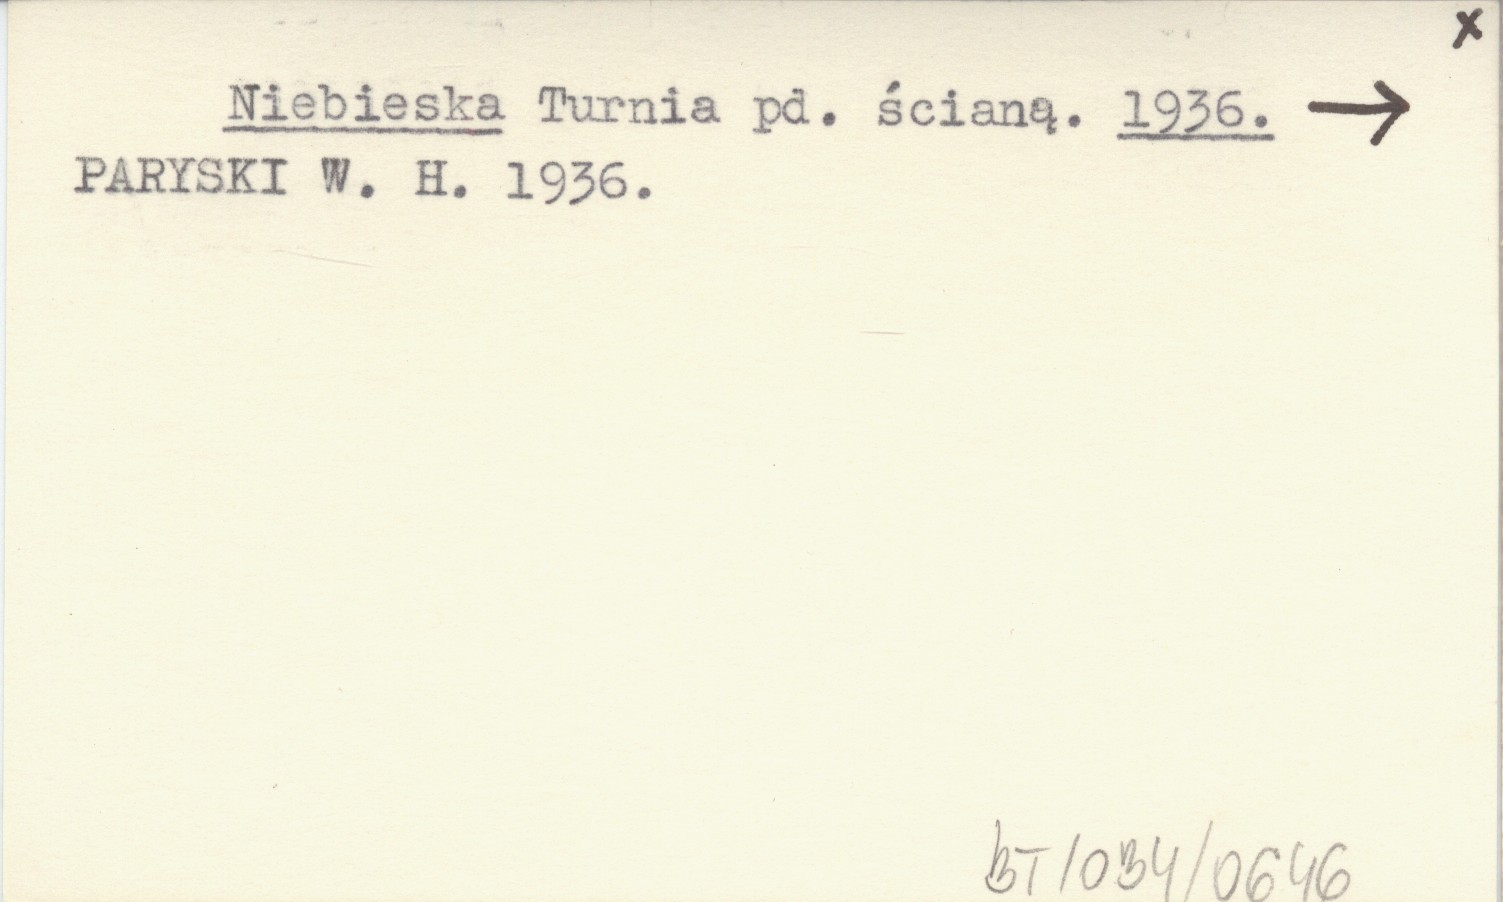 x
Niebieska Turnia pd. ścianą. 1936. →
PARYSKI W. H. 1936.
BT/034/0646